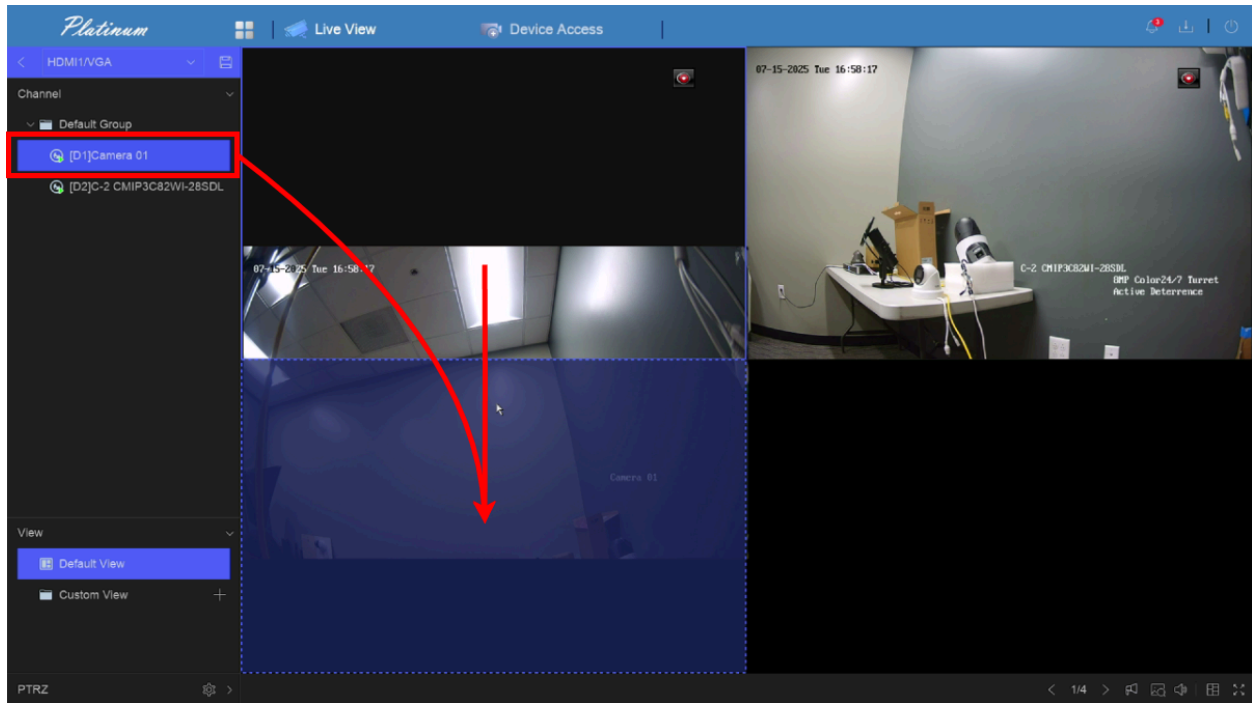 Platinum
Live View
Device Access
3
HDMI1/VGA
Channel
Default Group
[D1]Camera 01
[D2]C-2 CMIP3C82WI-28SDL
07-15-2025 Tue 16:58:17
07-15-2025 Tue 16:58:17
C-2 CMIP3C82WI-28SDL
8MP Color24/7 Turret
Active Deterrence
Camera 01
View
Default View
Custom View
PTRZ
1/4